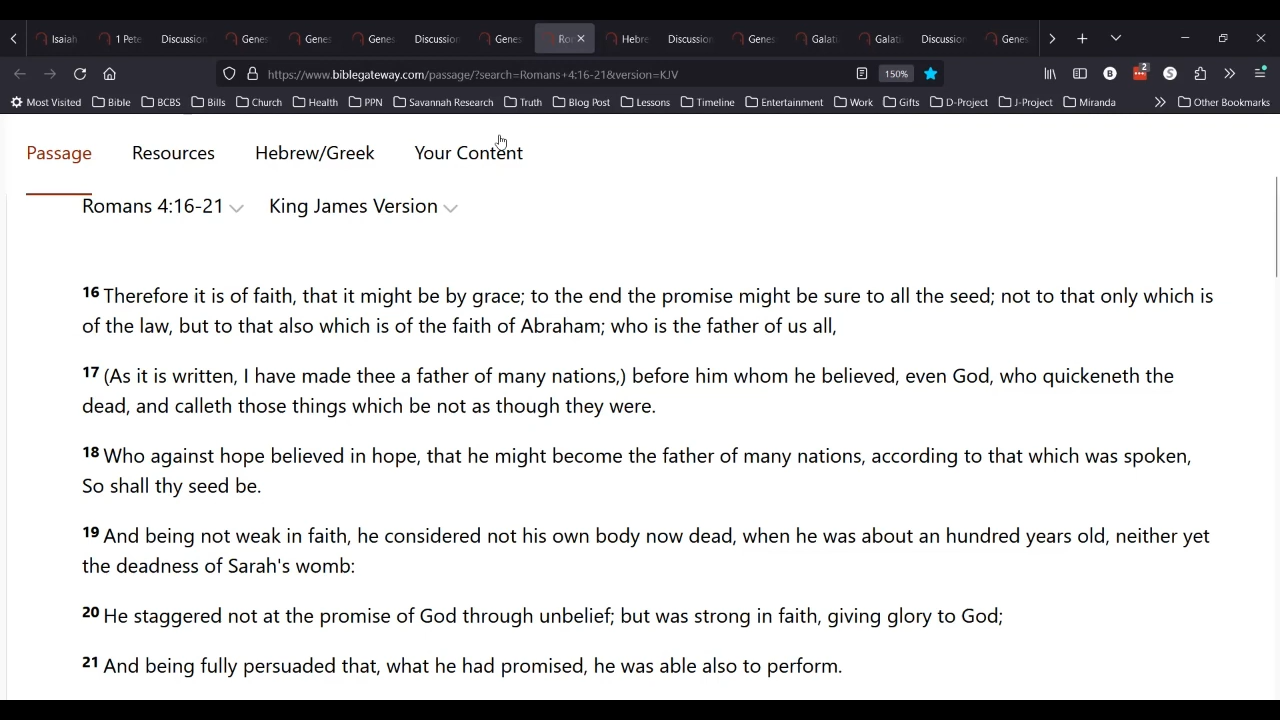 Isaiah 1 Pete Discussion Genes Genes Genes Discussion Genes Ro Hebre Discussion Genes Galati Galati Discussion Genes
https://www.biblegateway.com/passage/?search=Romans+4:16-21&version=KJV 150% 2
Most Visited Bible BCBS Bills Church Health PPN Savannah Research Truth Blog Post Lessons Timeline Entertainment Work Gifts D-Project J-Project Miranda Other Bookmarks
Passage Resources Hebrew/Greek Your Content
Romans 4:16-21 King James Version
16 Therefore it is of faith, that it might be by grace; to the end the promise might be sure to all the seed; not to that only which is
of the law, but to that also which is of the faith of Abraham; who is the father of us all,
17 (As it is written, I have made thee a father of many nations,) before him whom he believed, even God, who quickeneth the
dead, and calleth those things which be not as though they were.
18 Who against hope believed in hope, that he might become the father of many nations, according to that which was spoken,
So shall thy seed be.
19 And being not weak in faith, he considered not his own body now dead, when he was about an hundred years old, neither yet
the deadness of Sarah's womb:
20 He staggered not at the promise of God through unbelief; but was strong in faith, giving glory to God;
21 And being fully persuaded that, what he had promised, he was able also to perform.